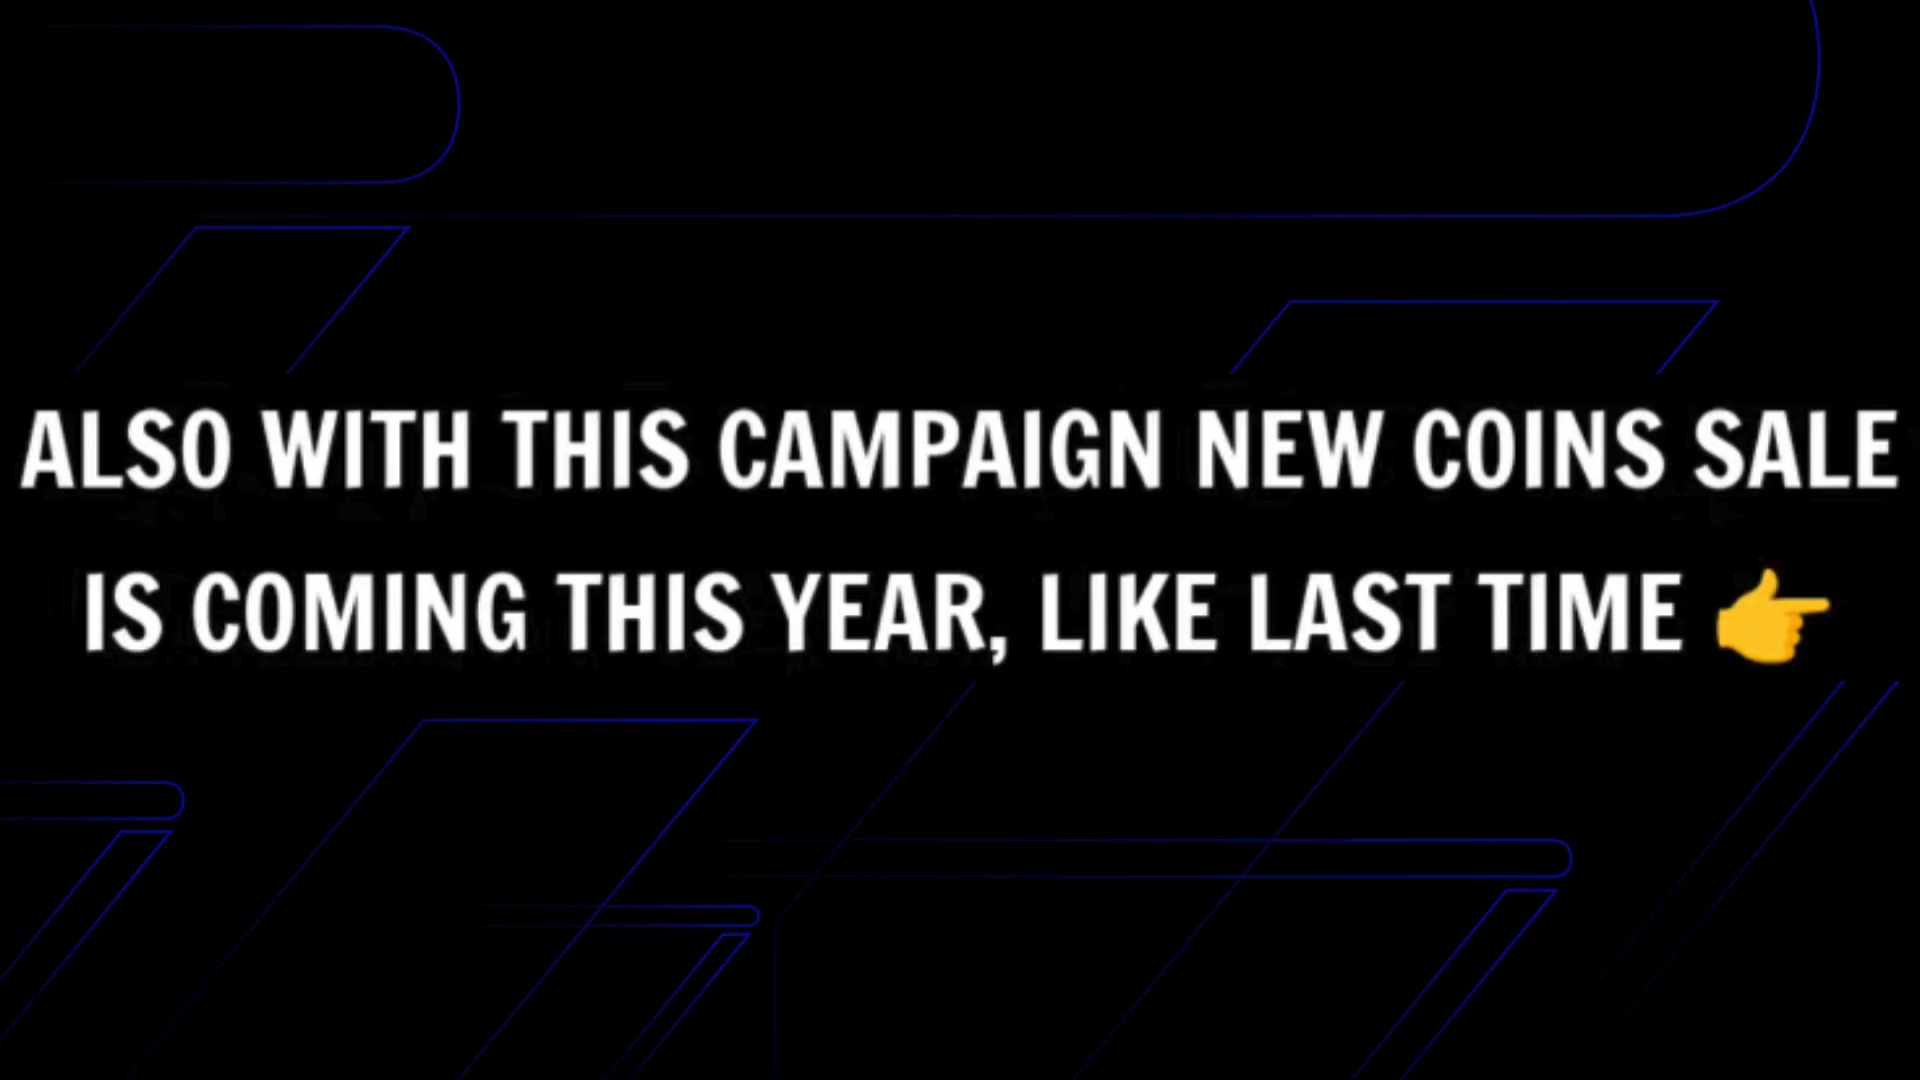 ALSO WITH THIS CAMPAIGN NEW COINS SALE
IS COMING THIS YEAR, LIKE LAST TIME 👉